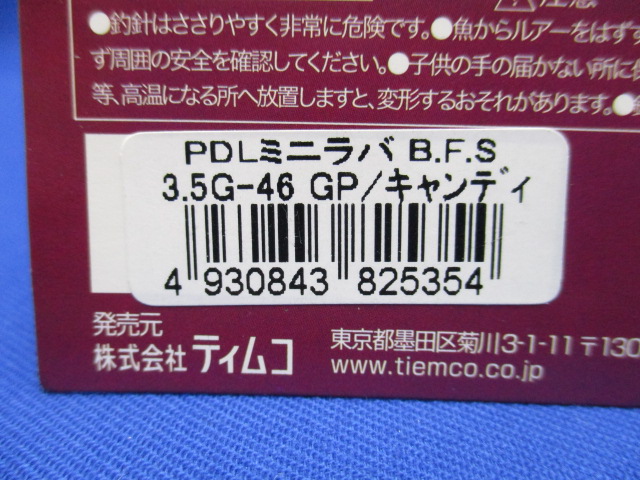 注意
●釣針はささりやすく非常に危険です。●魚からルアーをはず
ず周囲の安全を確認してください。●子供の手の届かない所に
等、高温になる所へ放置しますと、変形するおそれがあります。●
PDLミニラバ B.F.S
3.5G-46 GP/キャンディ
4 930843 825354
発売元
株式会社 ティムコ
東京都墨田区菊川3-1-11 〒130
www.tiemco.co.jp